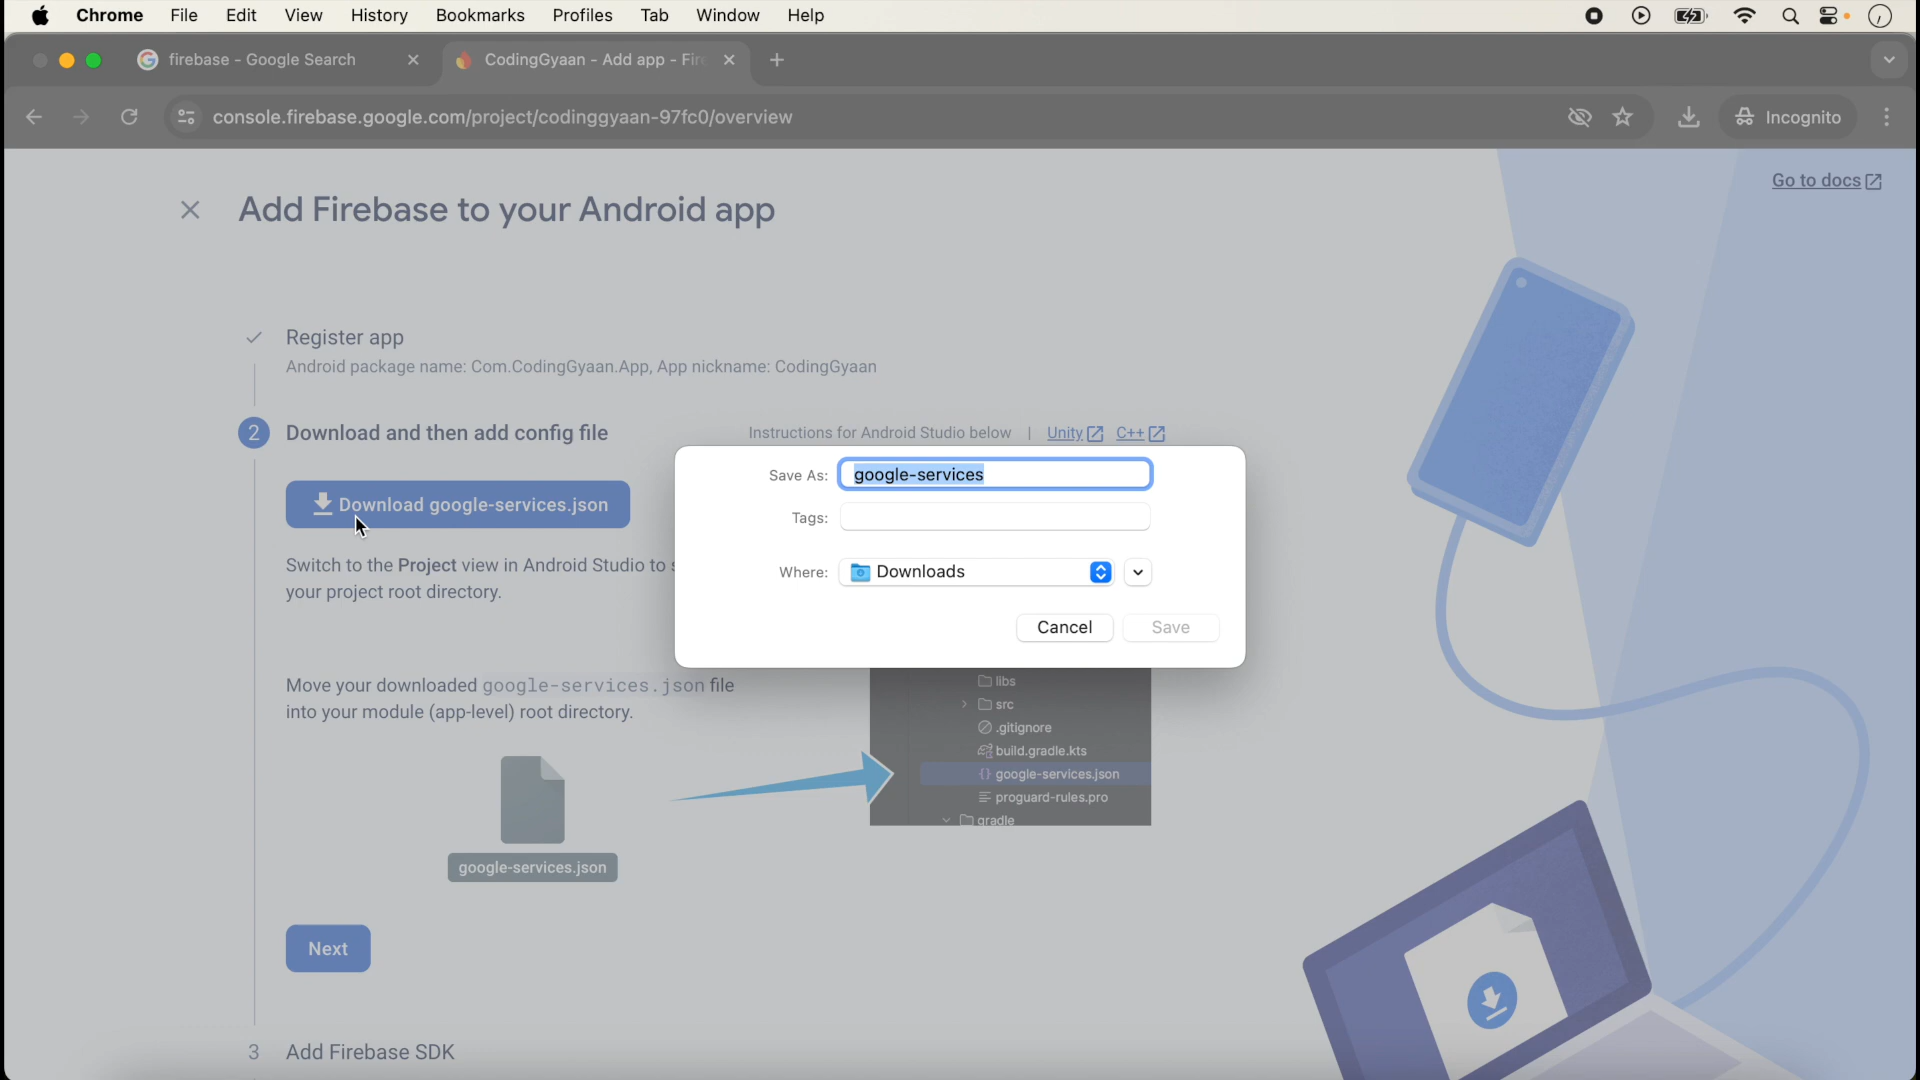 Chrome File Edit View History Bookmarks Profiles Tab Window Help
firebase - Google Search
CodingGyaan - Add app - Fire
console.firebase.google.com/project/codinggyaan-97fc0/overview
Incognito
Go to docs
Add Firebase to your Android app
Register app
Android package name: Com.CodingGyaan.App, App nickname: CodingGyaan
2 Download and then add config file
Instructions for Android Studio below | Unity C++
Download google-services.json
Switch to the Project view in Android Studio to
your project root directory.
Save As: google-services
Tags:
Where: Downloads
Cancel Save
Move your downloaded google-services.json file
into your module (app-level) root directory.
libs
src
.gitignore
build.gradle.kts
{} google-services.json
proguard-rules.pro
gradle
google-services.json
Next
3 Add Firebase SDK